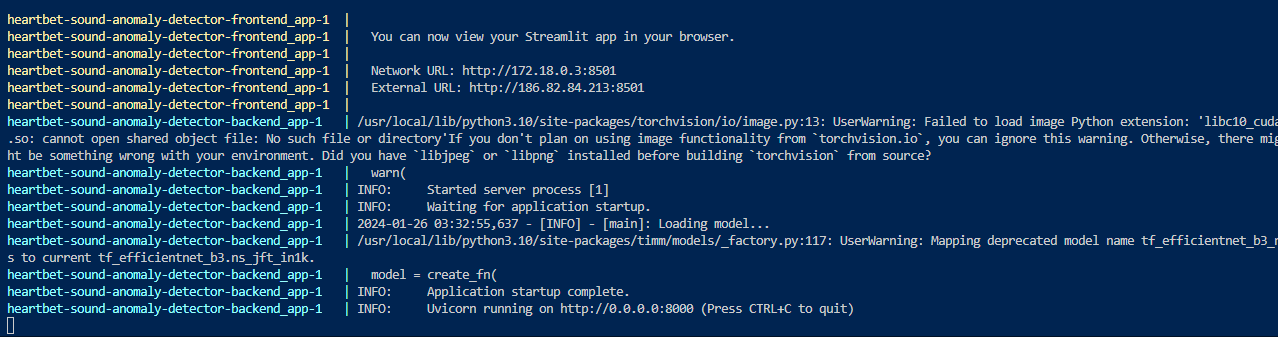 heartbet-sound-anomaly-detector-frontend_app-1  |
heartbet-sound-anomaly-detector-frontend_app-1  |   You can now view your Streamlit app in your browser.
heartbet-sound-anomaly-detector-frontend_app-1  |
heartbet-sound-anomaly-detector-frontend_app-1  |   Network URL: http://172.18.0.3:8501
heartbet-sound-anomaly-detector-frontend_app-1  |   External URL: http://186.82.84.213:8501
heartbet-sound-anomaly-detector-frontend_app-1  |
heartbet-sound-anomaly-detector-backend_app-1   | /usr/local/lib/python3.10/site-packages/torchvision/io/image.py:13: UserWarning: Failed to load image Python extension: 'libc10_cuda
.so: cannot open shared object file: No such file or directory'If you don't plan on using image functionality from `torchvision.io`, you can ignore this warning. Otherwise, there mig
ht be something wrong with your environment. Did you have `libjpeg` or `libpng` installed before building `torchvision` from source?
heartbet-sound-anomaly-detector-backend_app-1   |   warn(
heartbet-sound-anomaly-detector-backend_app-1   | INFO:     Started server process [1]
heartbet-sound-anomaly-detector-backend_app-1   | INFO:     Waiting for application startup.
heartbet-sound-anomaly-detector-backend_app-1   | 2024-01-26 03:32:55,637 - [INFO] - [main]: Loading model...
heartbet-sound-anomaly-detector-backend_app-1   | /usr/local/lib/python3.10/site-packages/timm/models/_factory.py:117: UserWarning: Mapping deprecated model name tf_efficientnet_b3_n
s to current tf_efficientnet_b3.ns_jft_in1k.
heartbet-sound-anomaly-detector-backend_app-1   |   model = create_fn(
heartbet-sound-anomaly-detector-backend_app-1   | INFO:     Application startup complete.
heartbet-sound-anomaly-detector-backend_app-1   | INFO:     Uvicorn running on http://0.0.0.0:8000 (Press CTRL+C to quit)